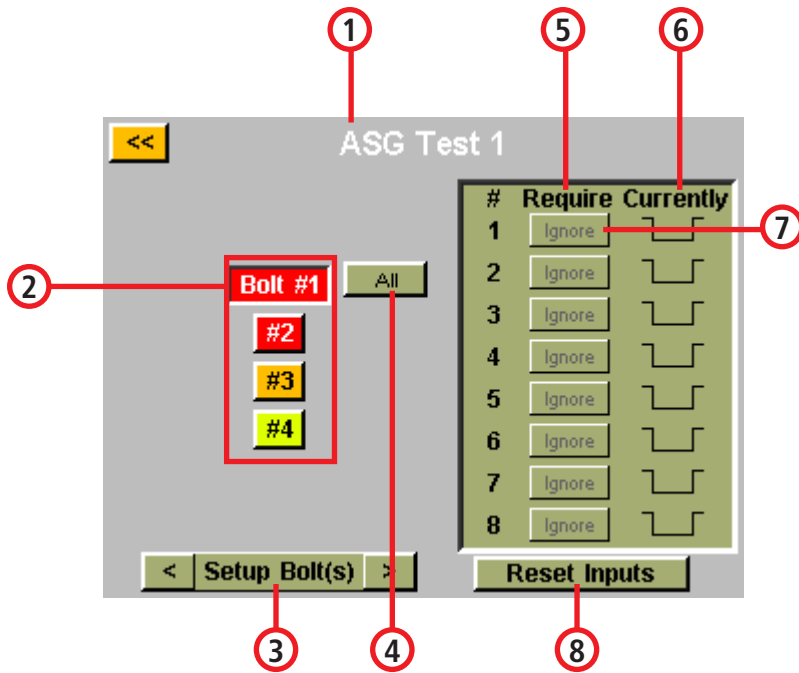 1 5 6
<< ASG Test 1
# Require Currently
1 Ignore 7
2 Ignore
2 Bolt #1 All
3 Ignore
#2
4 Ignore
#3
5 Ignore
#4
6 Ignore
7 Ignore
8 Ignore
< Setup Bolt(s) > Reset Inputs
3 4 8